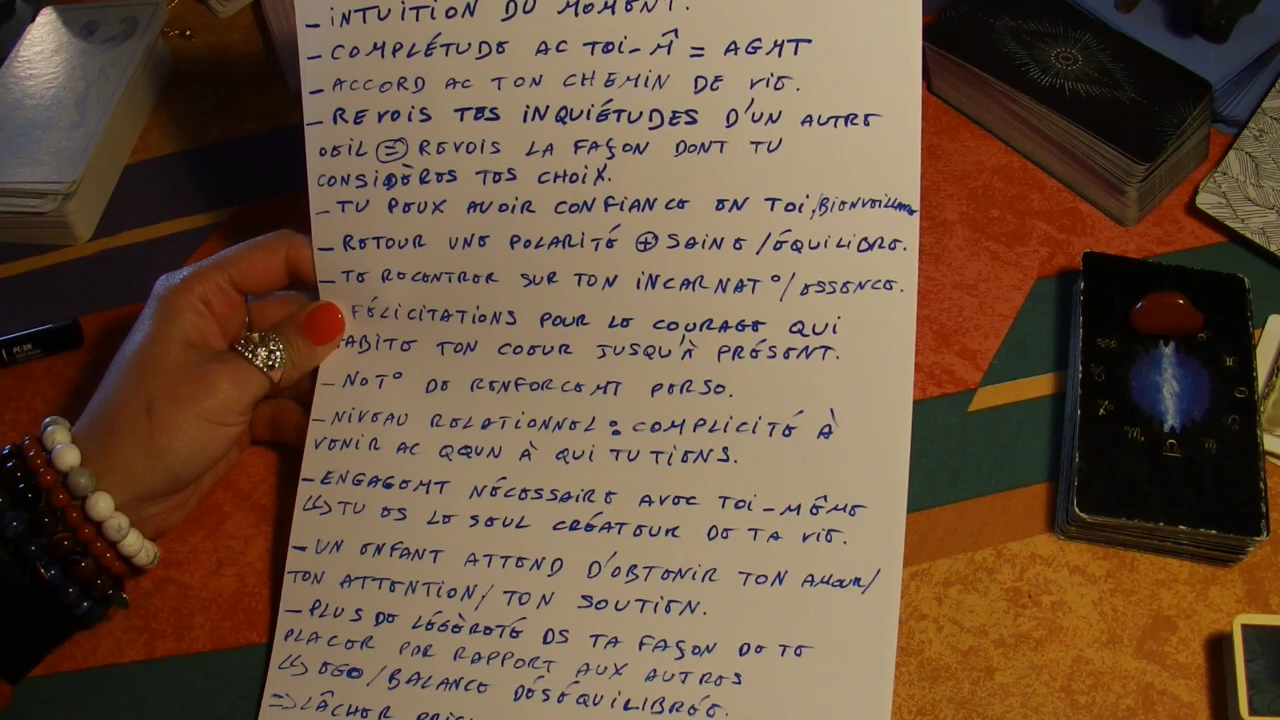 - INTUITION DU MOMENT.
- COMPLÉTUDE AC TOI-M̂ = AGMT
- ACCORD AC TON CHEMIN DE VIE.
- REVOIS TES INQUIÉTUDES D'UN AUTRE
OEIL (=) REVOIS LA FAÇON DONT TU
CONSIDÈRES TES CHOIX.
- TU PEUX AVOIR CONFIANCE EN TOI/BIENVEILLANCE
- RETOUR UNE POLARITÉ ⊕ SAINE/ÉQUILIBRE.
- TE RECENTRER SUR TON INCARNAT°/ESSENCE.
FÉLICITATIONS POUR LE COURAGE QUI
HABITE TON COEUR JUSQU'À PRÉSENT.
- NOT° DE RENFORCEMT PERSO.
- NIVEAU RELATIONNEL : COMPLICITÉ À
VENIR AC QQUN À QUI TU TIENS.
- ENGAGEMT NÉCESSAIRE AVEC TOI-MÊME
↳ TU ES LE SEUL CRÉATEUR DE TA VIE.
- UN ENFANT ATTEND D'OBTENIR TON AMOUR/
TON ATTENTION/TON SOUTIEN.
- PLUS DE LÉGÈRETÉ DS TA FAÇON DE TE
PLACER PAR RAPPORT AUX AUTRES
↳ EGO/BALANCE DÉSÉQUILIBRÉE.
=> LÂCHER PRISE